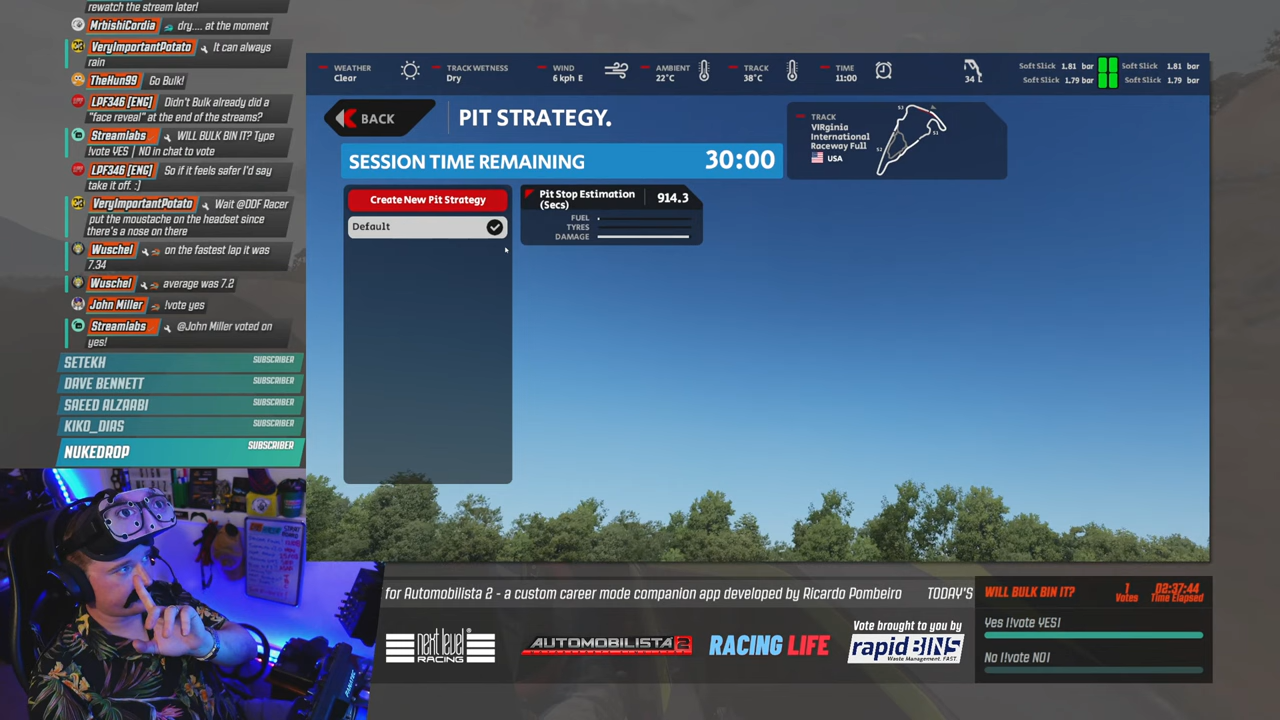 rewatch the stream later!
MrbishiCordia dry.... at the moment
VeryImportantPotato It can always
rain
TheHun99 Go Bulk!
LPF346 [ENG] Didn't Bulk already did a
"face reveal" at the end of the streams?
Streamlabs WILL BULK BIN IT? Type
!vote YES | NO in chat to vote
LPF346 [ENG] So if it feels safer I'd say
take it off. :)
VeryImportantPotato Wait @DDF Racer
put the moustache on the headset since
there's a nose on there
Wuschel on the fastest lap it was
7.34
Wuschel average was 7.2
John Miller !vote yes
Streamlabs @John Miller voted on
yes!
SETEKH SUBSCRIBER
DAVE BENNETT SUBSCRIBER
SAEED ALZAABI SUBSCRIBER
KIKO_DIAS SUBSCRIBER
NUKEDROP SUBSCRIBER
WEATHER
Clear
TRACK WETNESS
Dry
WIND
6 kph E
AMBIENT
22°C
TRACK
38°C
TIME
11:00
34
Soft Slick 1.81 bar
Soft Slick 1.79 bar
Soft Slick 1.81 bar
Soft Slick 1.79 bar
BACK
PIT STRATEGY.
TRACK
VIRginia
International
Raceway Full
USA
S3
S1
S2
SESSION TIME REMAINING 30:00
Create New Pit Strategy
Default
Pit Stop Estimation
(Secs)
914.3
FUEL
TYRES
DAMAGE
for Automobilista 2 - a custom career mode companion app developed by Ricardo Pombeiro TODAY'S
NEXT LEVEL
RACING
AUTOMOBILISTA 2
RACING LIFE
Vote brought to you by
rapidBINS
Waste Management. FAST.
WILL BULK BIN IT?
1
Votes
02:37:44
Time Elapsed
Yes !!vote YES!
No !!vote NO!